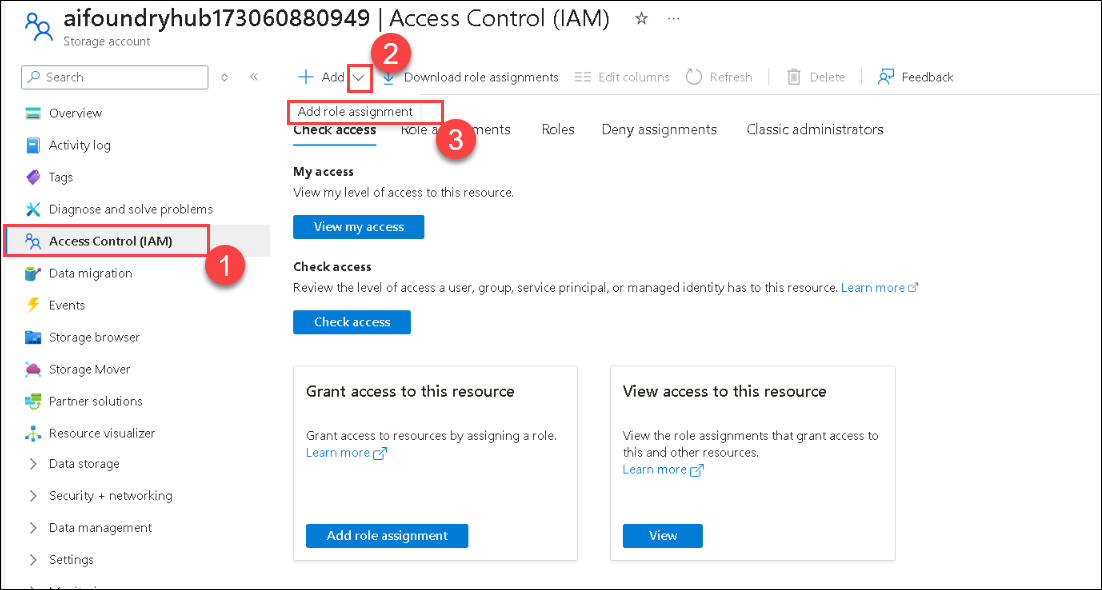 aifoundryhub173060880949 | Access Control (IAM)
Storage account
Search
Add
Download role assignments
Edit columns
Refresh
Delete
Feedback
2
Add role assignment
3
Check access
Role assignments
Roles
Deny assignments
Classic administrators
Overview
Activity log
Tags
Diagnose and solve problems
Access Control (IAM)
1
Data migration
Events
Storage browser
Storage Mover
Partner solutions
Resource visualizer
Data storage
Security + networking
Data management
Settings
My access
View my level of access to this resource.
View my access
Check access
Review the level of access a user, group, service principal, or managed identity has to this resource. Learn more
Check access
Grant access to this resource
Grant access to resources by assigning a role.
Learn more
Add role assignment
View access to this resource
View the role assignments that grant access to
this and other resources.
Learn more
View